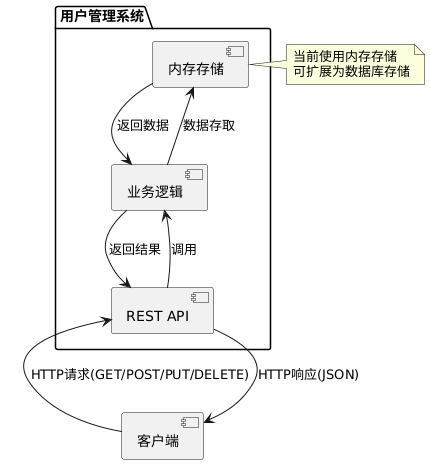 用户管理系统
内存存储
当前使用内存存储
可扩展为数据库存储
返回数据
数据存取
业务逻辑
返回结果
调用
REST API
HTTP请求(GET/POST/PUT/DELETE)
HTTP响应(JSON)
客户端